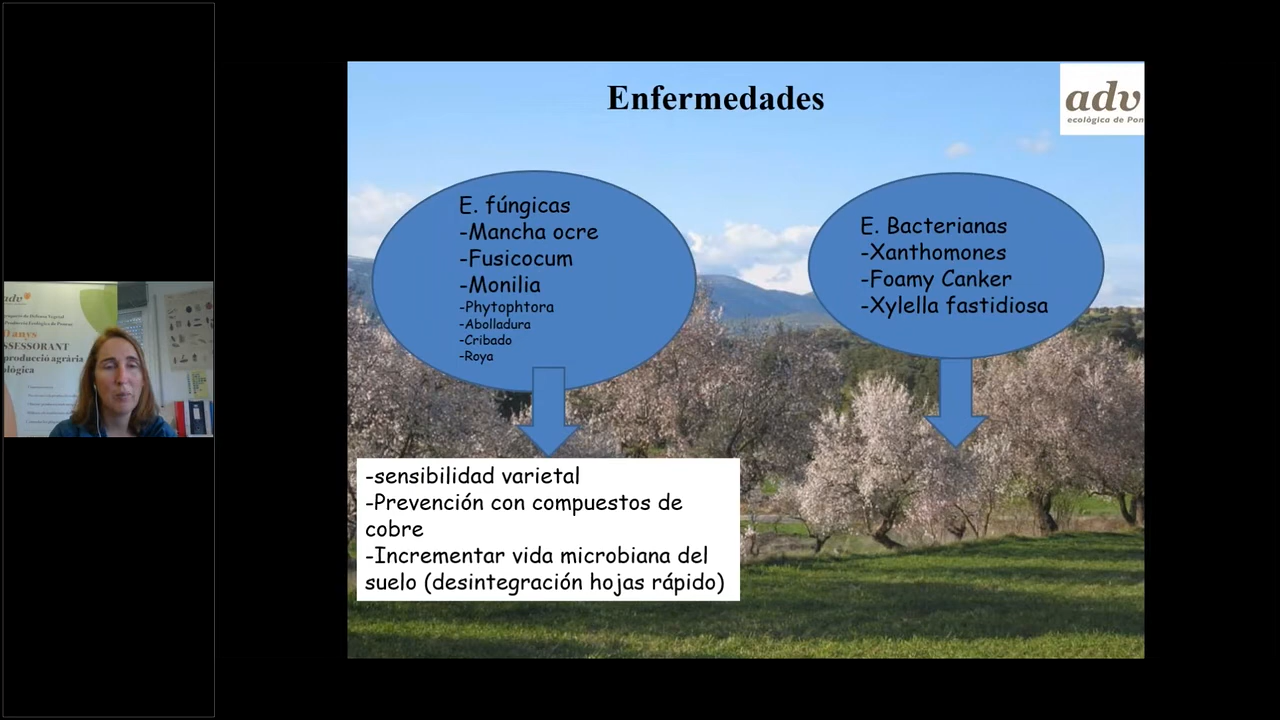 Enfermedades
adv
ecològica de Pon
E. fúngicas
-Mancha ocre
-Fusicocum
-Monilia
-Phytophtora
-Abolladura
-Cribado
-Roya
E. Bacterianas
-Xanthomones
-Foamy Canker
-Xylella fastidiosa
-sensibilidad varietal
-Prevención con compuestos de
cobre
-Incrementar vida microbiana del
suelo (desintegración hojas rápido)
adv
anys
ASSESSORANT
producció agrària